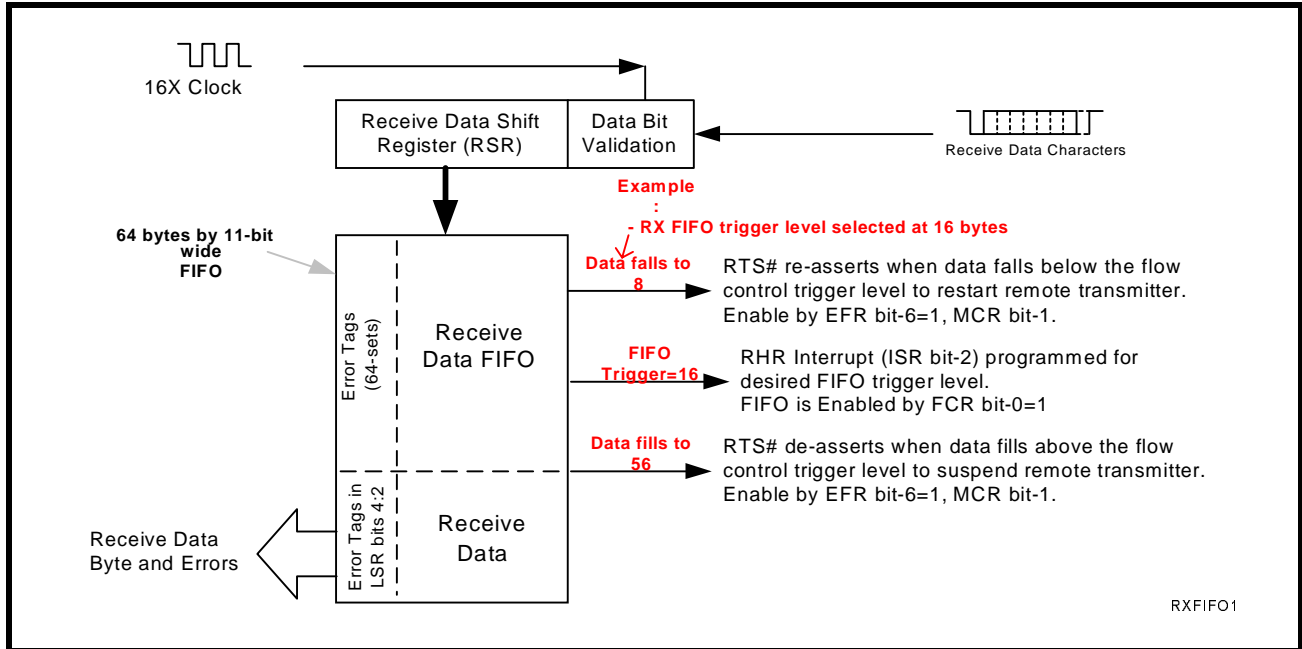 16X Clock
Receive Data Shift
Register (RSR)
Data Bit
Validation
Receive Data Characters
Example
:
- RX FIFO trigger level selected at 16 bytes
64 bytes by 11-bit
wide
FIFO
Data falls to
8
RTS# re-asserts when data falls below the flow
control trigger level to restart remote transmitter.
Enable by EFR bit-6=1, MCR bit-1.
Error Tags
(64-sets)
Receive
Data FIFO
FIFO
Trigger=16
RHR Interrupt (ISR bit-2) programmed for
desired FIFO trigger level.
FIFO is Enabled by FCR bit-0=1
Data fills to
56
RTS# de-asserts when data fills above the flow
control trigger level to suspend remote transmitter.
Enable by EFR bit-6=1, MCR bit-1.
Error Tags in
LSR bits 4:2
Receive
Data
Receive Data
Byte and Errors
RXFIFO1